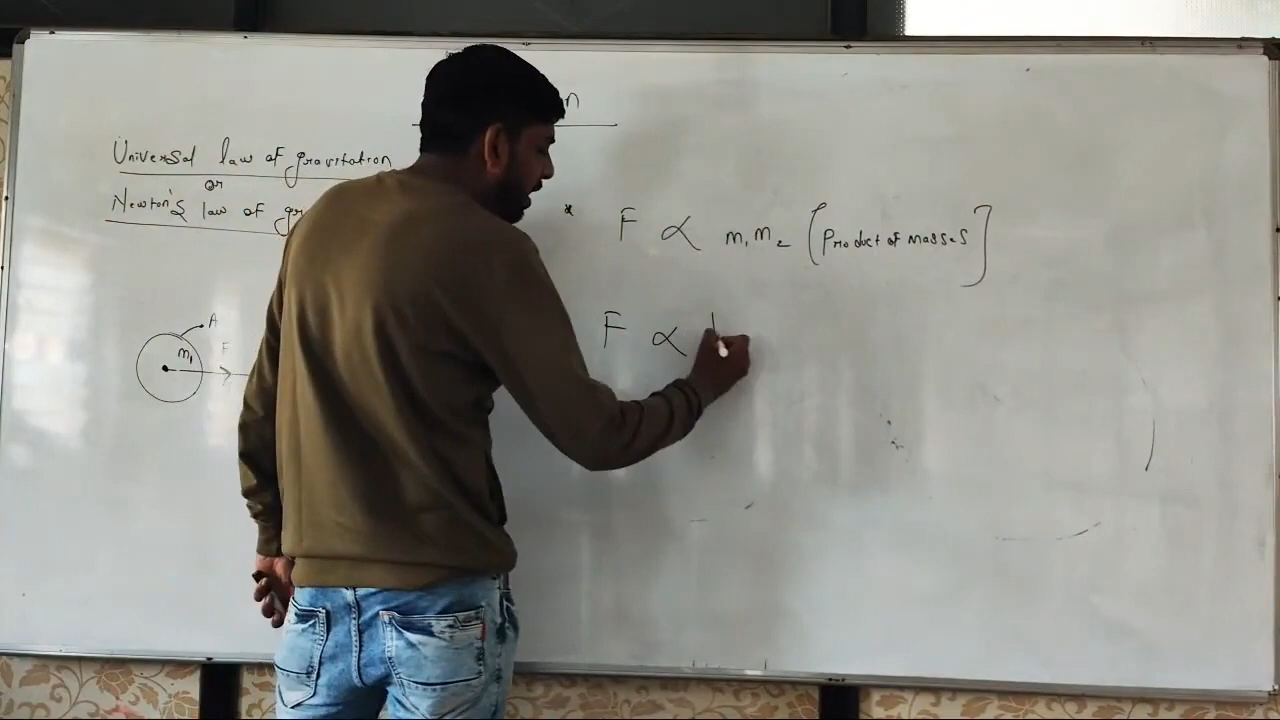 Universal law of gravitation
or
Newton's law of
A
m₁
F
* F ∝ m₁m₂ [Product of masses]
F ∝ 1